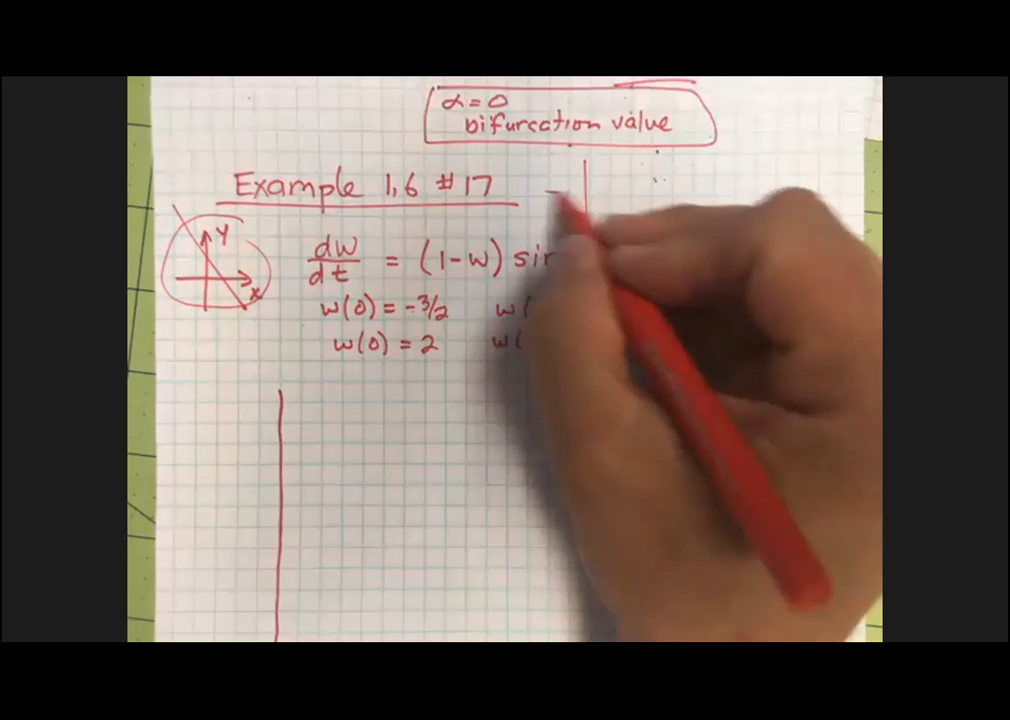 α = 0
bifurcation value
Example 1,6 # 17
y
x
dw/dt = (1-w) sin
w(0) = -3/2 w(
w(0) = 2 w(